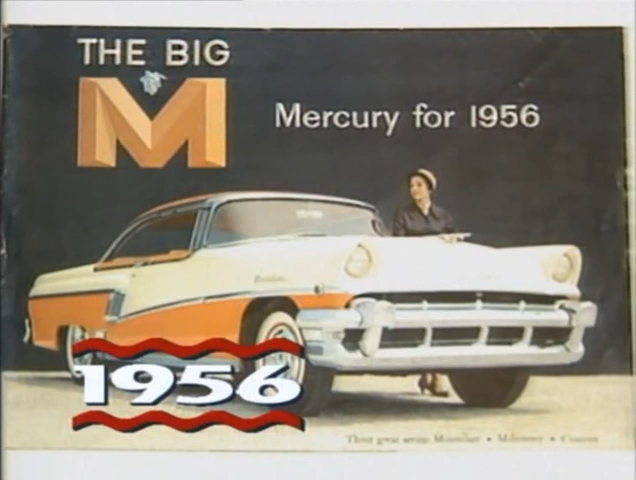 THE BIG
M
Mercury for 1956
1956
Three great series: Montclair • Monterey • Custom